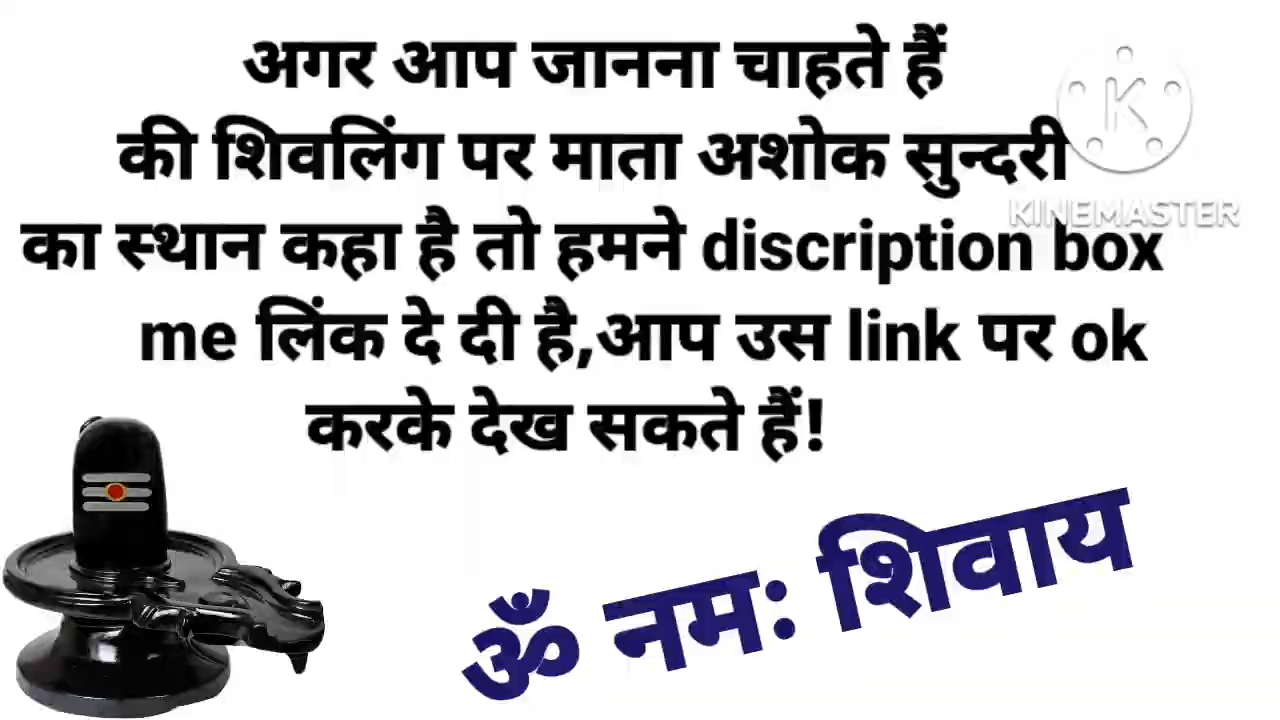 अगर आप जानना चाहते हैं
की शिवलिंग पर माता अशोक सुन्दरी
का स्थान कहा है तो हमने discription box
me लिंक दे दी है,आप उस link पर ok
करके देख सकते हैं!
ॐ नमः शिवाय
K
KINEMASTER